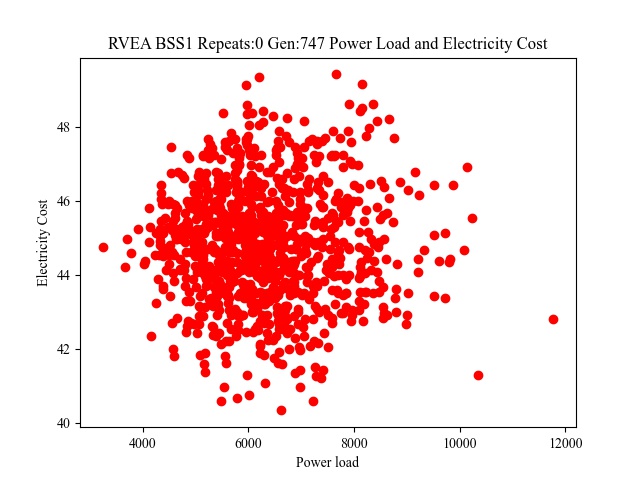 RVEA BSS1 Repeats:0 Gen:747 Power Load and Electricity Cost
48
46
44
42
40
Electricity Cost
4000 6000 8000 10000 12000
Power load